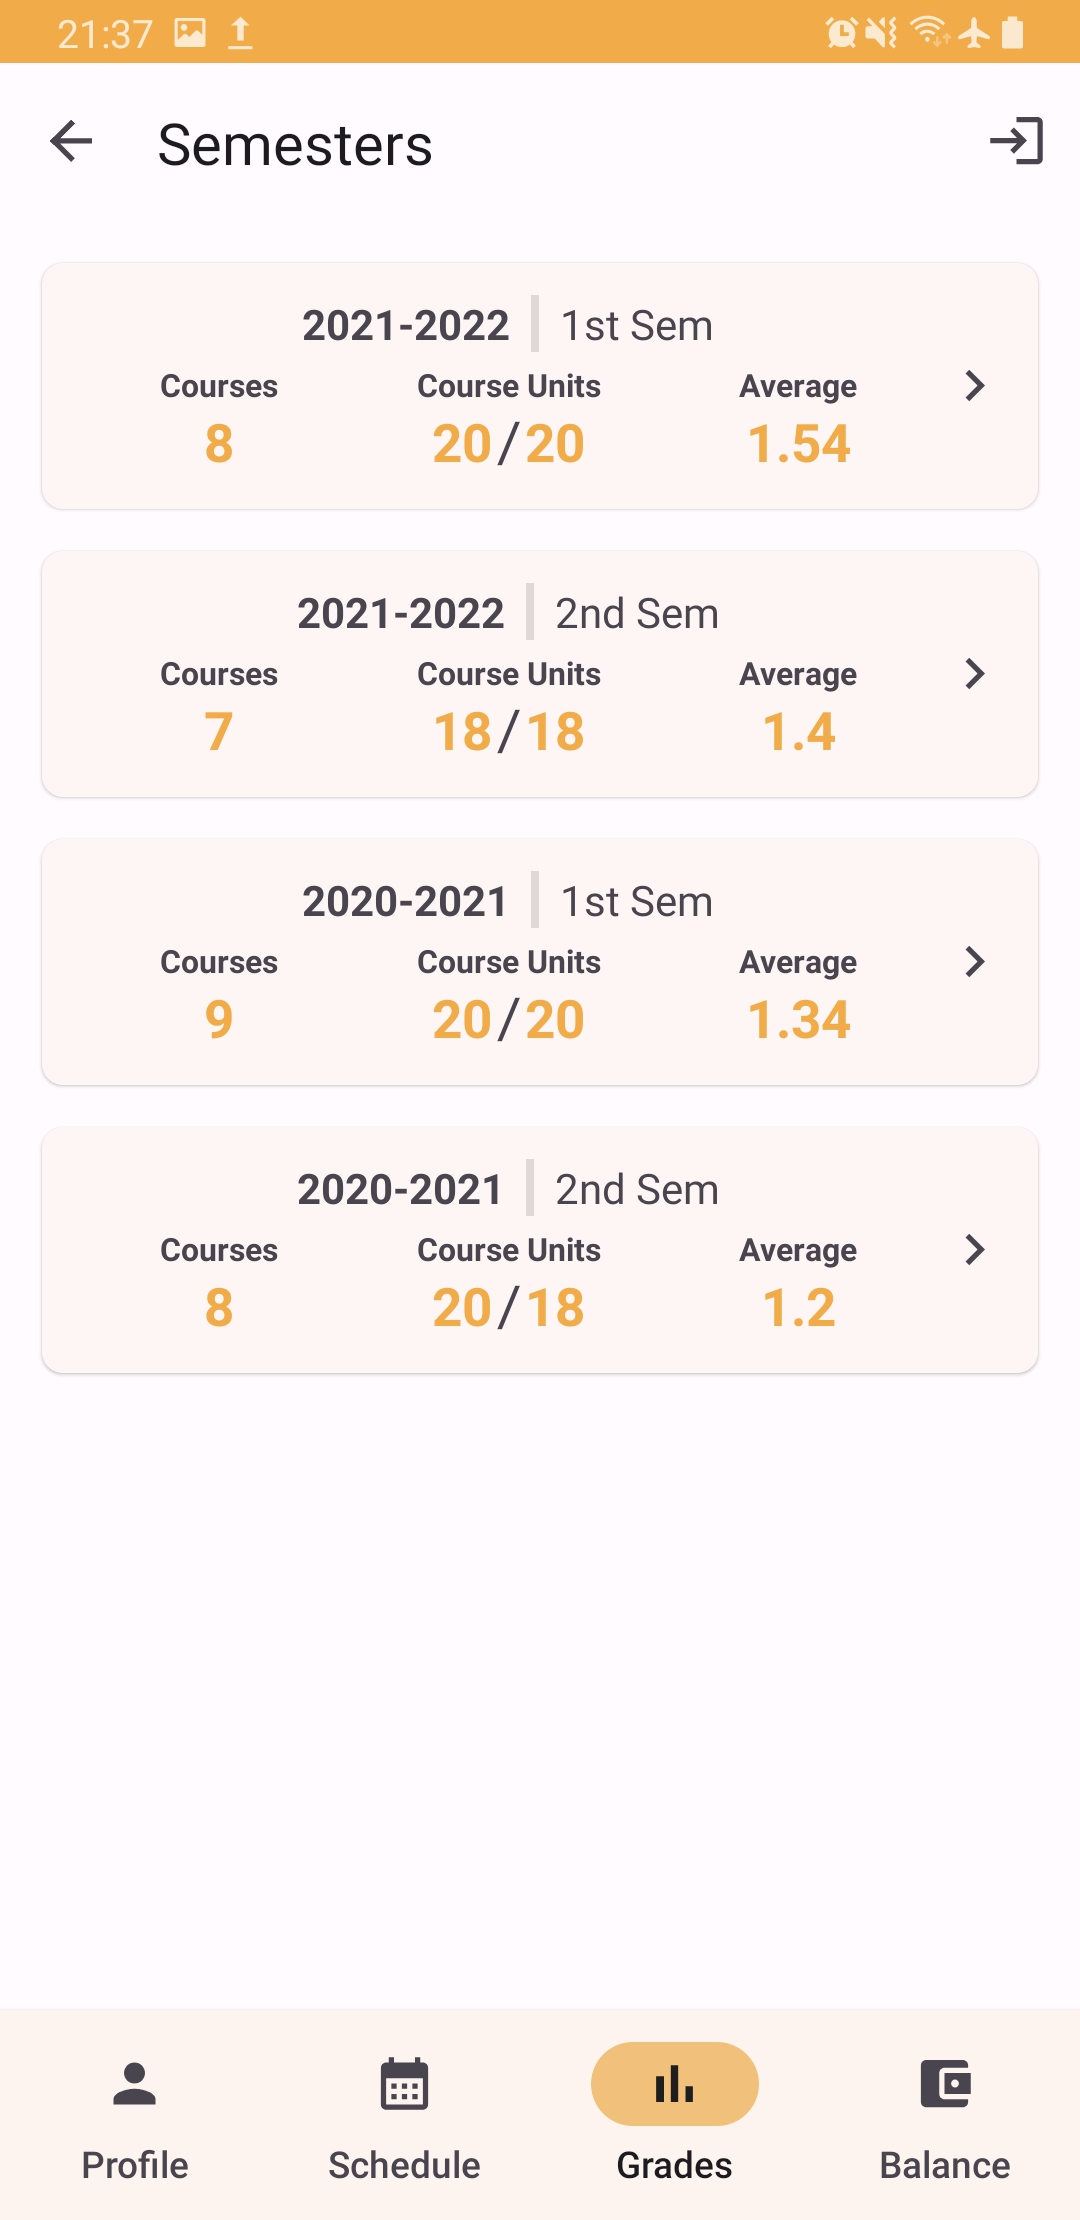 21:37
Semesters
2021-2022 | 1st Sem
Courses Course Units Average
8 20/20 1.54
2021-2022 | 2nd Sem
Courses Course Units Average
7 18/18 1.4
2020-2021 | 1st Sem
Courses Course Units Average
9 20/20 1.34
2020-2021 | 2nd Sem
Courses Course Units Average
8 20/18 1.2
Profile Schedule Grades Balance